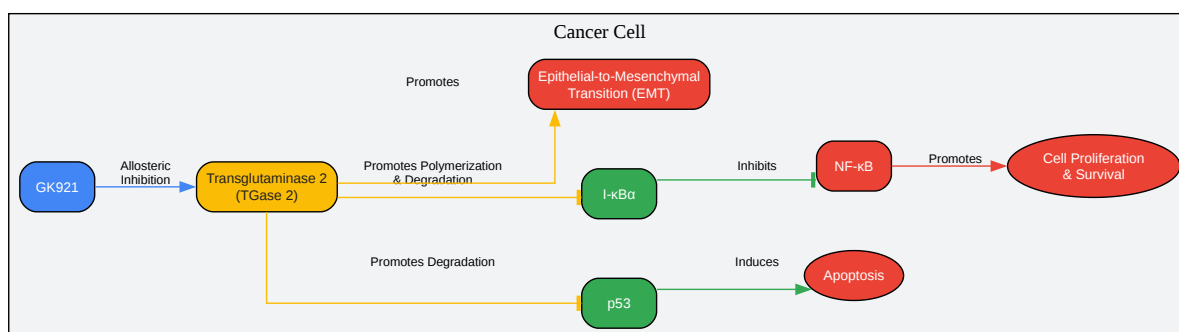 Cancer Cell
Promotes
Epithelial-to-Mesenchymal
Transition (EMT)
GK921
Allosteric
Inhibition
Transglutaminase 2
(TGase 2)
Promotes Polymerization
& Degradation
I-κBα
Inhibits
NF-κB
Promotes
Cell Proliferation
& Survival
Promotes Degradation
p53
Induces
Apoptosis